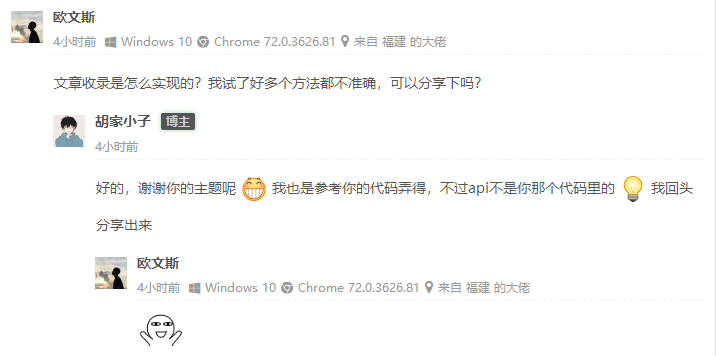 欧文斯
4小时前 Windows 10 Chrome 72.0.3626.81 来自 福建 的大佬
文章收录是怎么实现的？我试了好多个方法都不准确，可以分享下吗？
胡家小子 博主
4小时前
好的，谢谢你的主题呢 我也是参考你的代码弄得，不过api不是你那个代码里的 我回头
分享出来
欧文斯
4小时前 Windows 10 Chrome 72.0.3626.81 来自 福建 的大佬